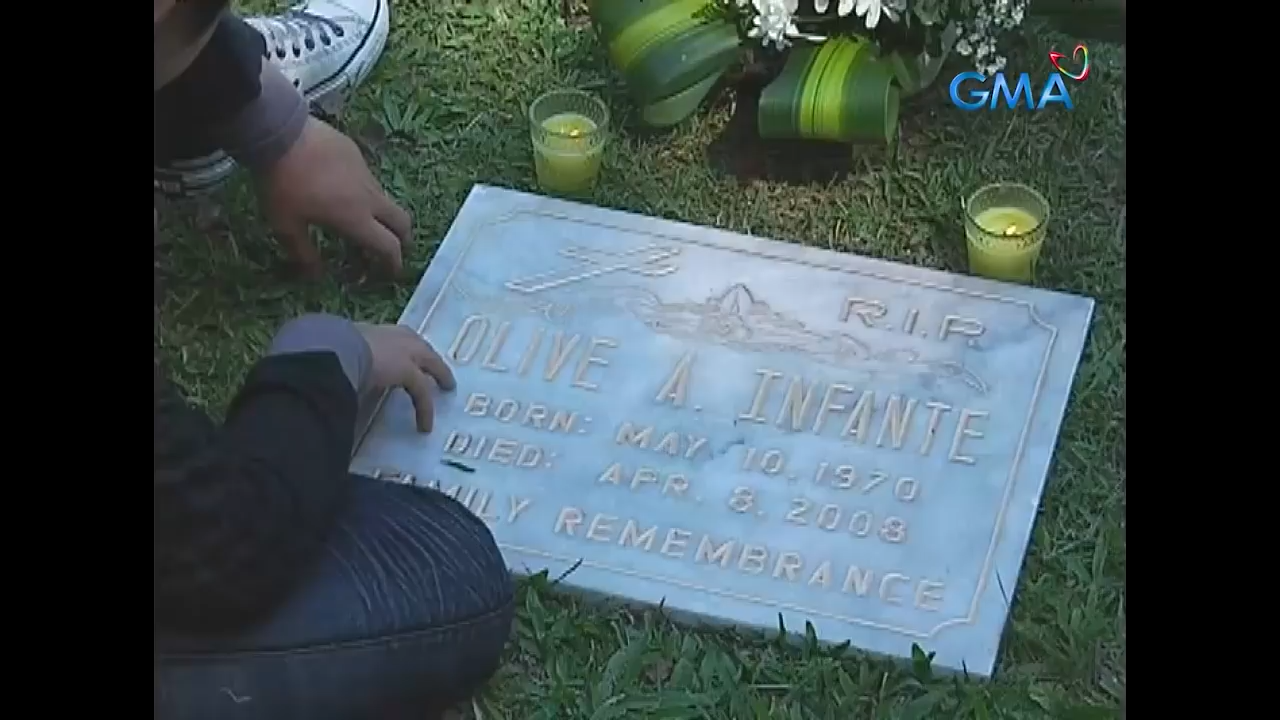 GMA
R.I.P.
OLIVE A. INFANTE
BORN: MAY. 10. 1970
DIED: APR. 8. 2008
FAMILY REMEMBRANCE